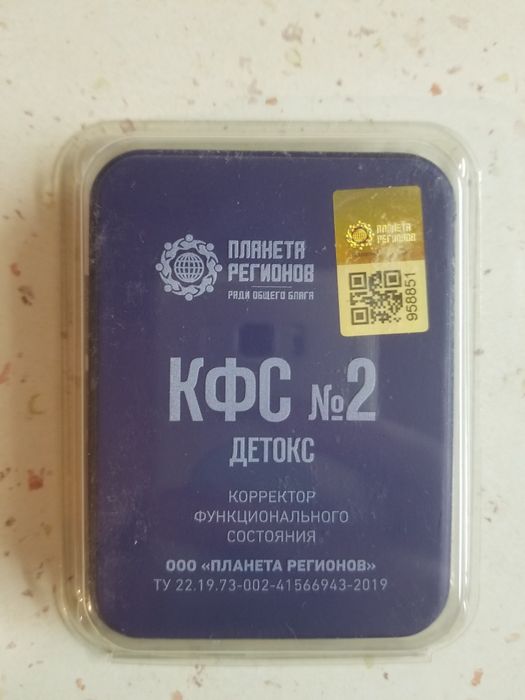 ПЛАНЕТА
РЕГИОНОВ
РАДИ ОБЩЕГО БЛАГА
ПЛАНЕТА
РЕГИОНОВ
958851
КФС №2
ДЕТОКС
КОРРЕКТОР
ФУНКЦИОНАЛЬНОГО
СОСТОЯНИЯ
ООО «ПЛАНЕТА РЕГИОНОВ»
ТУ 22.19.73-002-41566943-2019